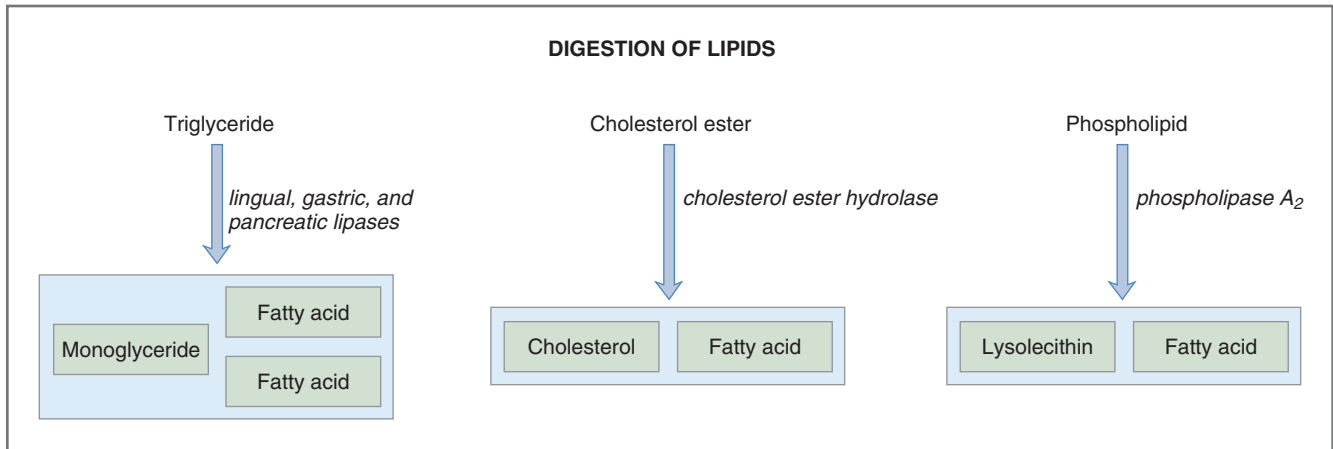 DIGESTION OF LIPIDS
Triglyceride
lingual, gastric, and
pancreatic lipases
Monoglyceride
Fatty acid
Fatty acid
Cholesterol ester
cholesterol ester hydrolase
Cholesterol
Fatty acid
Phospholipid
phospholipase A2
Lysolecithin
Fatty acid